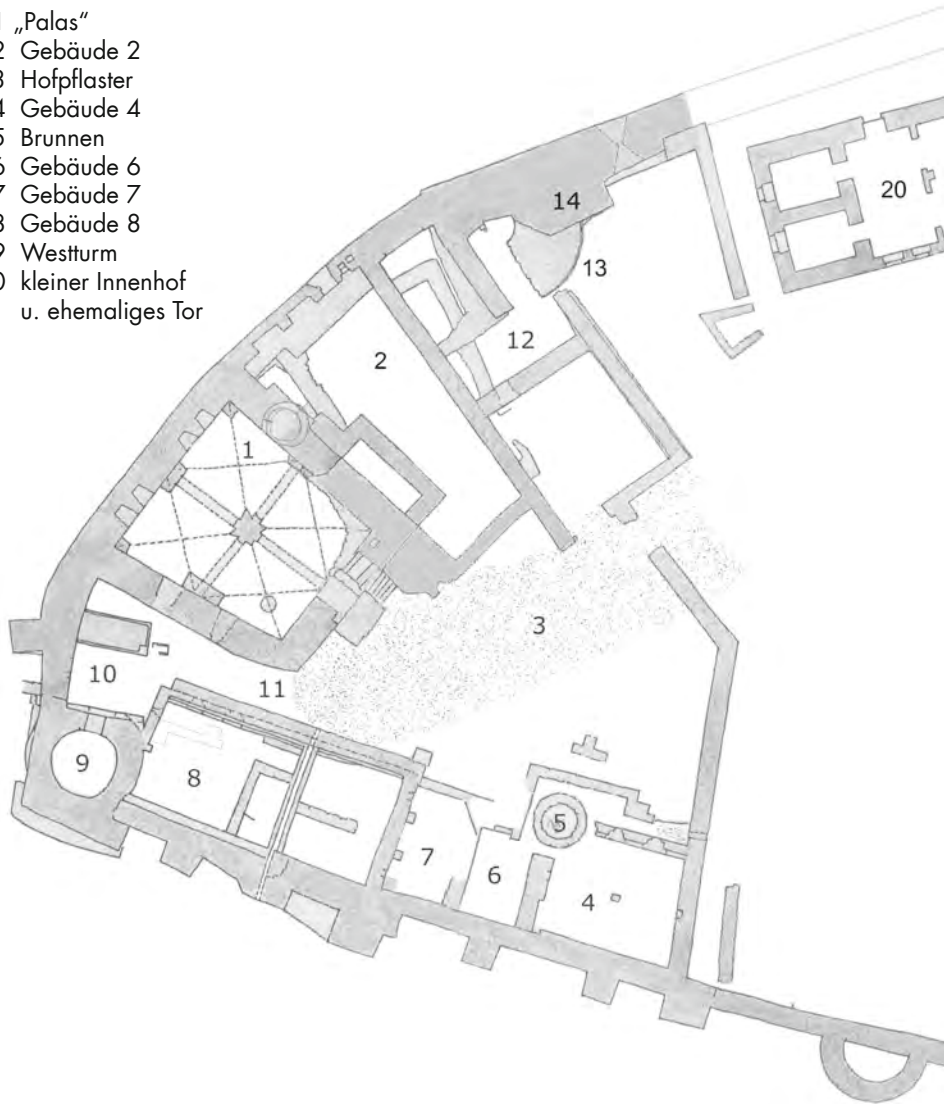 1 „Palas“
2 Gebäude 2
3 Hofpflaster
4 Gebäude 4
5 Brunnen
6 Gebäude 6
7 Gebäude 7
8 Gebäude 8
9 Westturm
0 kleiner Innenhof
u. ehemaliges Tor
20
14
13
12
2
1
3
10
11
9
8
5
7
6
4